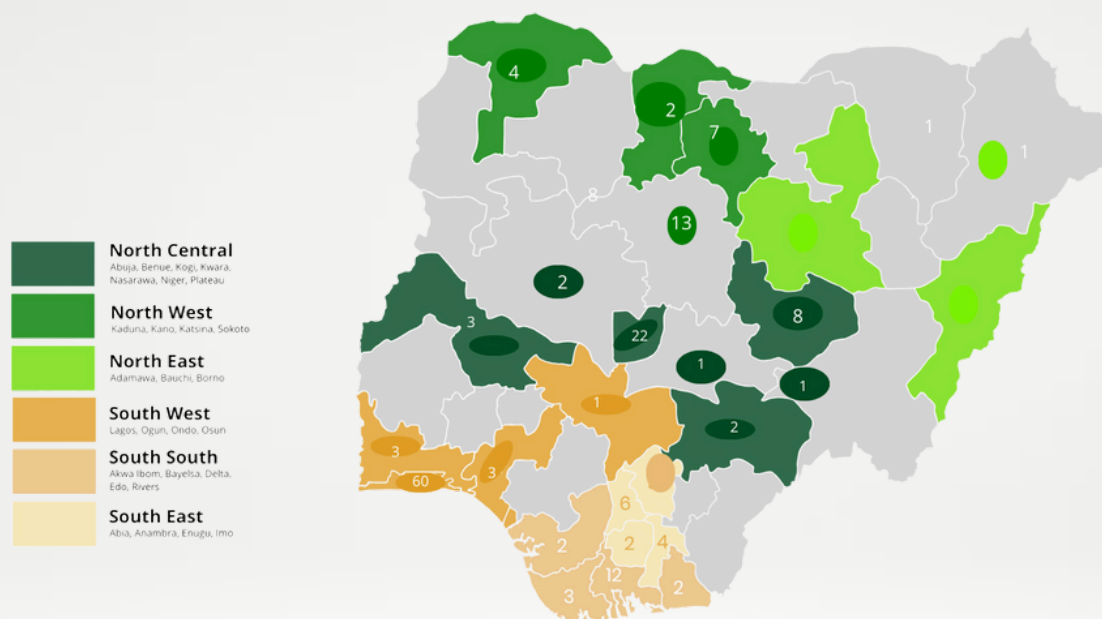 North Central
Abuja, Benue, Kogi, Kwara,
Nasarawa, Niger, Plateau
North West
Kaduna, Kano, Katsina, Sokoto
North East
Adamawa, Bauchi, Borno
South West
Lagos, Ogun, Ondo, Osun
South South
Akwa Ibom, Bayelsa, Delta,
Edo, Rivers
South East
Abia, Anambra, Enugu, Imo
4
2
7
1
1
8
13
2
3
22
8
1
1
1
2
3
60
3
6
2
4
2
12
3
2